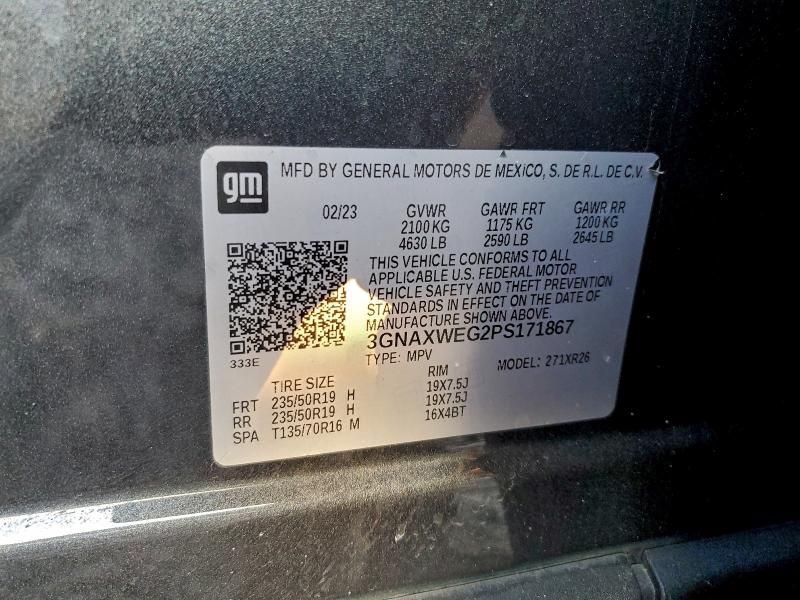 gm MFD BY GENERAL MOTORS DE MEXICO, S. DE R.L. DE C.V.
02/23 GVWR GAWR FRT GAWR RR
2100 KG 1175 KG 1200 KG
4630 LB 2590 LB 2645 LB
THIS VEHICLE CONFORMS TO ALL
APPLICABLE U.S. FEDERAL MOTOR
VEHICLE SAFETY AND THEFT PREVENTION
STANDARDS IN EFFECT ON THE DATE OF
MANUFACTURE SHOWN ABOVE.
3GNAXWEG2PS171867
333E TYPE: MPV MODEL: 271XR26
TIRE SIZE RIM
FRT 235/50R19 H 19X7.5J
RR 235/50R19 H 19X7.5J
SPA T135/70R16 M 16X4BT